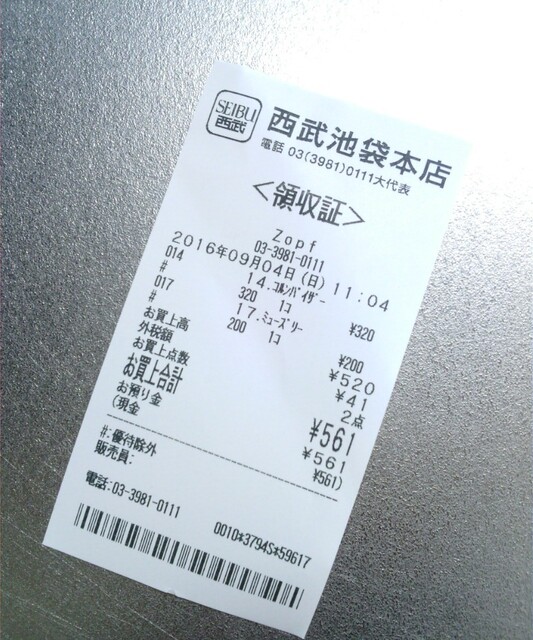 SEIBU
西武
西武池袋本店
電話 03(3981)0111大代表
<領収証>
Zopf
03-3981-0111
2016年09月04日(日) 11:04
014 14.コルンバイザー
# 320 1コ ¥320
017 17.ミューズリー
# 200 1コ ¥200
お買上高 ¥520
外税額 ¥41
お買上点数 2点
お買上合計 ¥561
お預り金 ¥561
(現金 ¥561)
#:優待除外
販売員:
電話:03-3981-0111
0010*3794S*59617